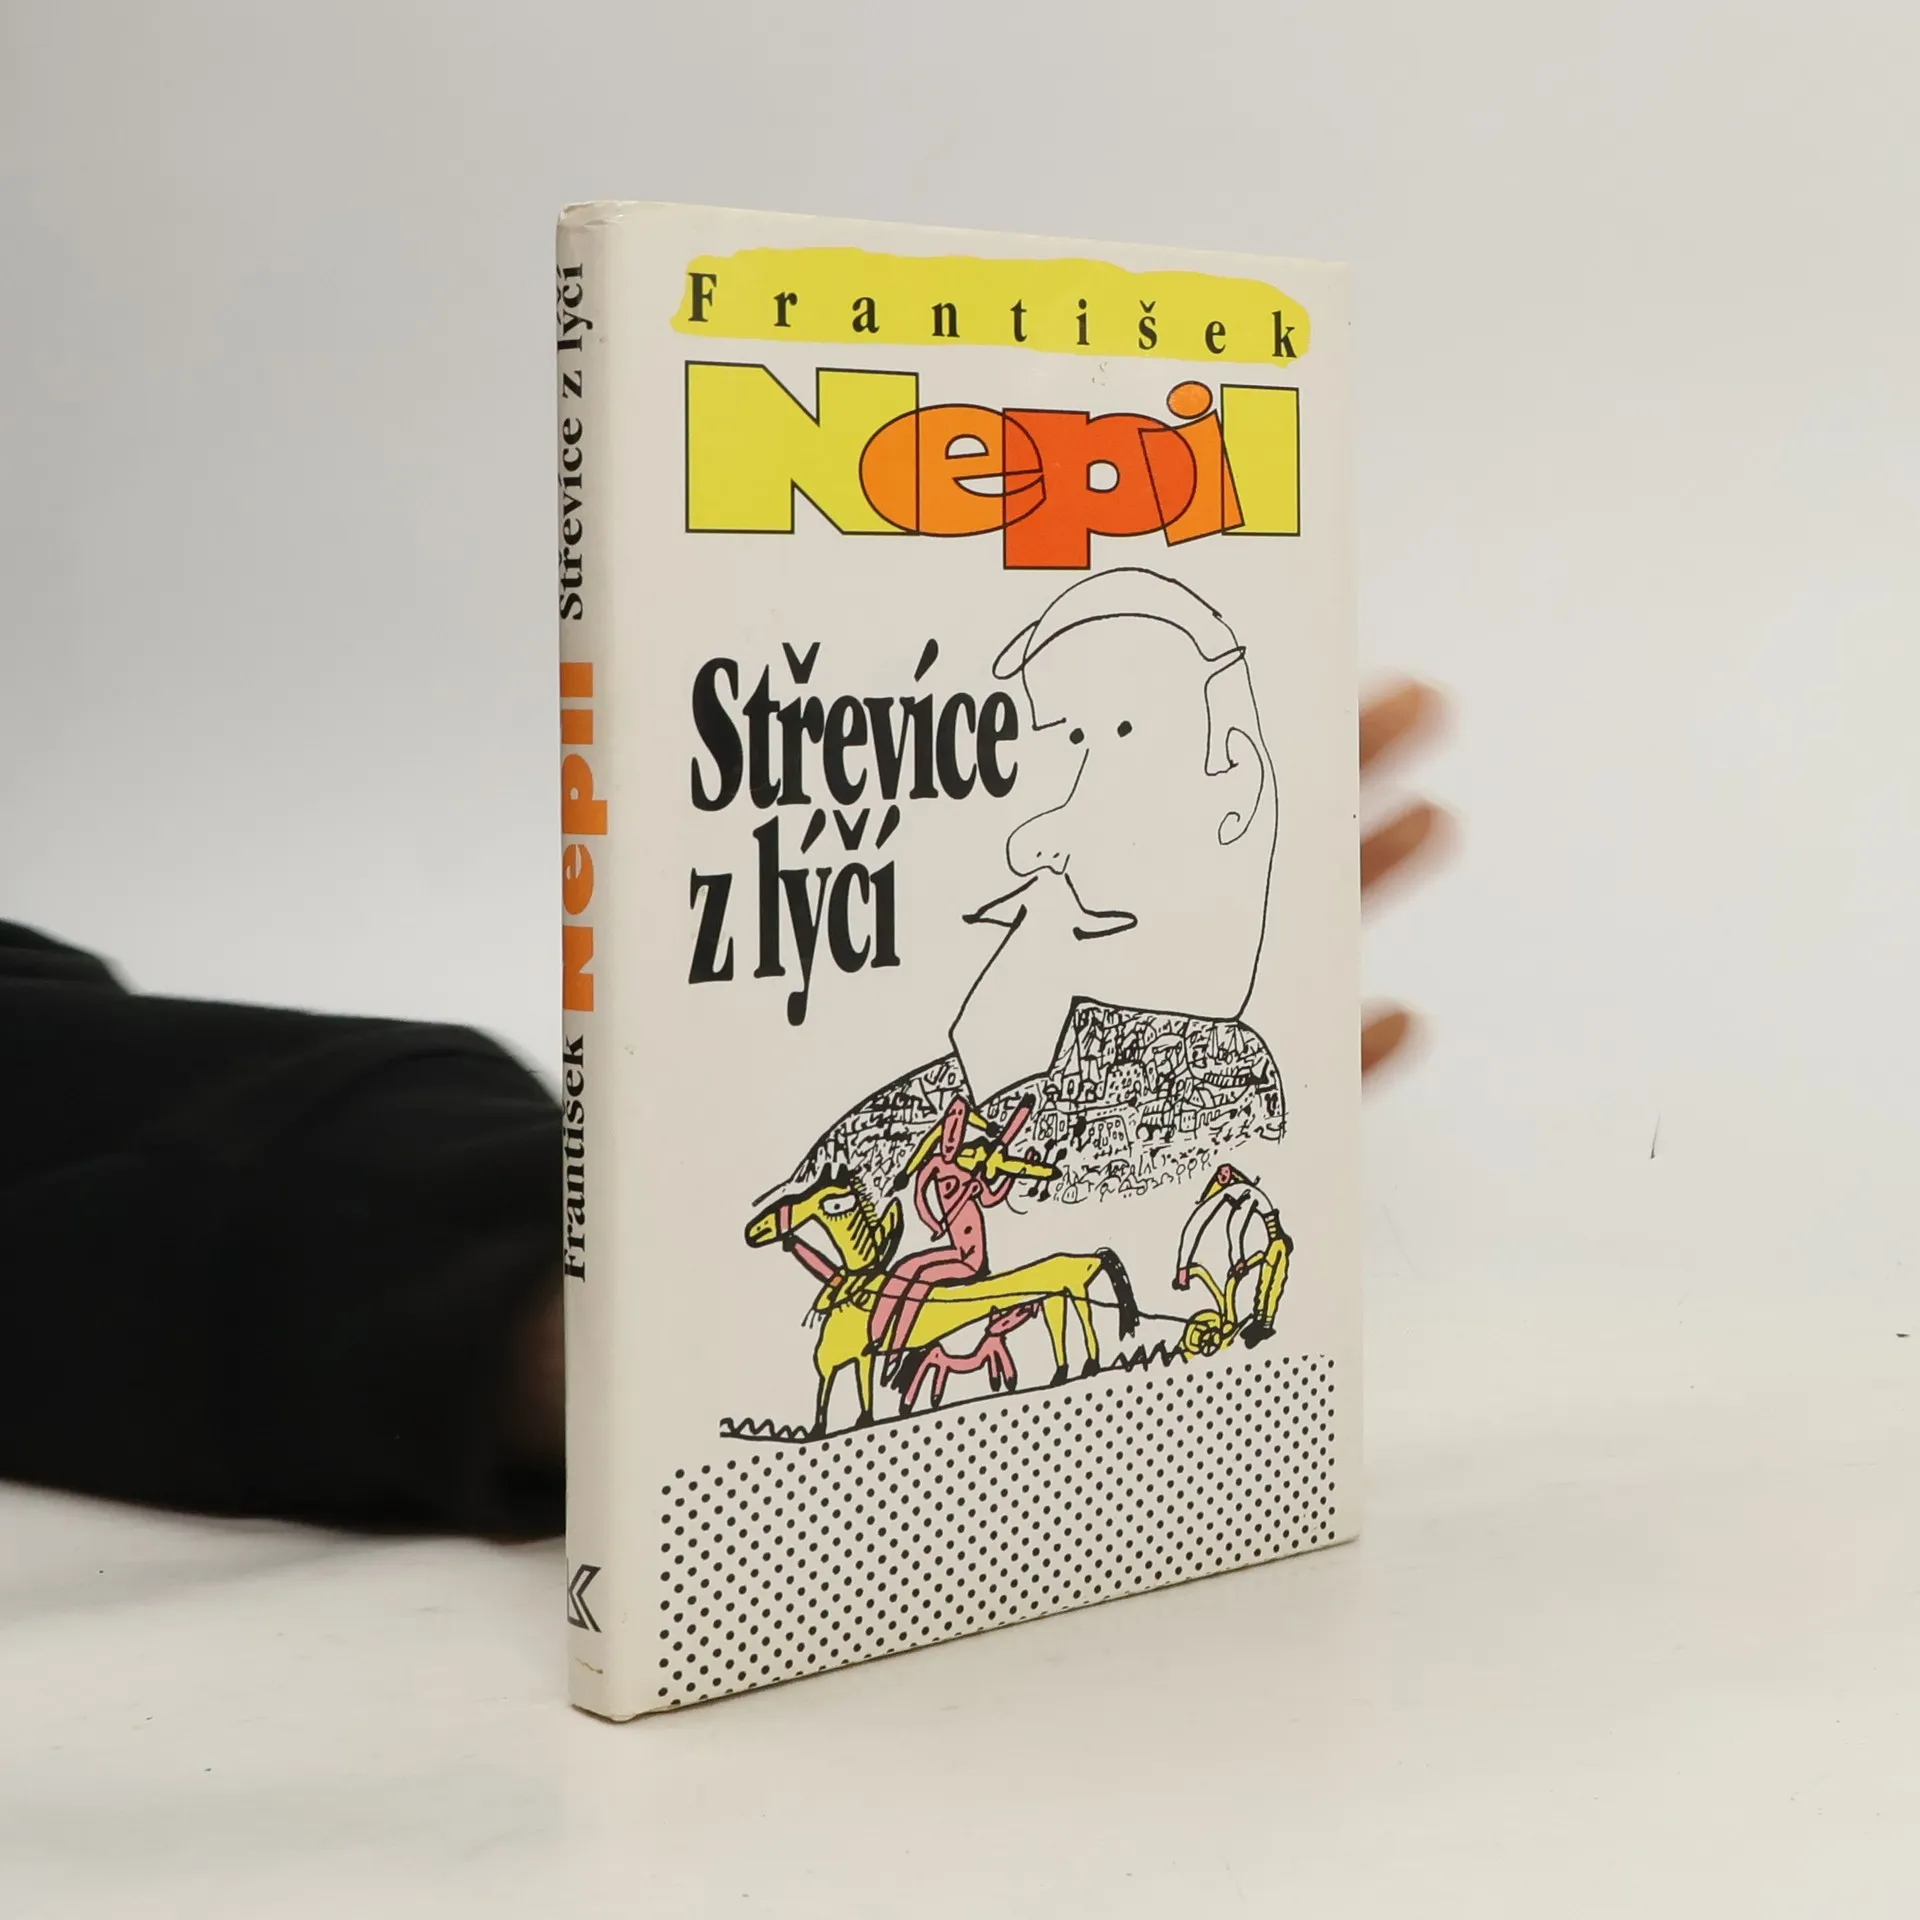 František
Nepil
Střevíce
z lýčí
František Nepil Střevíce z lýčí